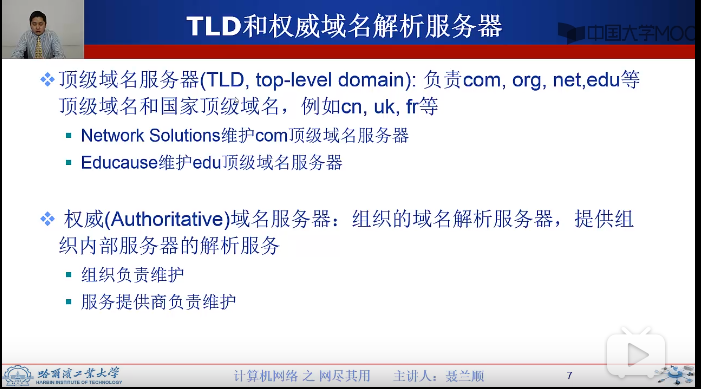 TLD和权威域名解析服务器
中国大学MOOC
顶级域名服务器(TLD, top-level domain): 负责com, org, net,edu等
顶级域名和国家顶级域名，例如cn, uk, fr等
Network Solutions维护com顶级域名服务器
Educause维护edu顶级域名服务器
权威(Authoritative)域名服务器：组织的域名解析服务器，提供组
织内部服务器的解析服务
组织负责维护
服务提供商负责维护
哈尔滨工业大学
HARBIN INSTITUTE OF TECHNOLOGY
计算机网络 之 网尽其用 主讲人：聂兰顺
7